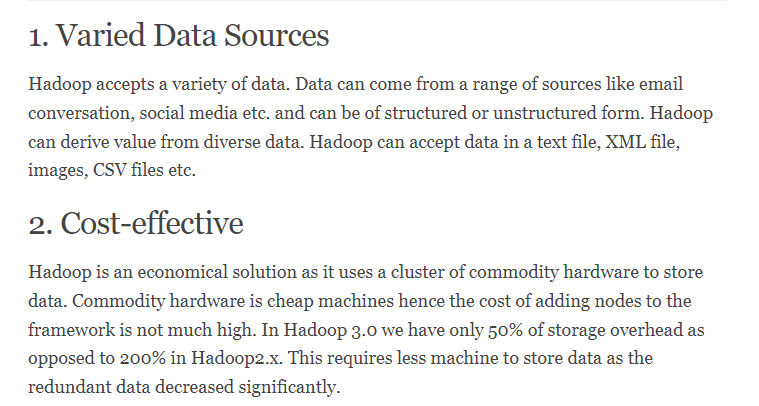 1. Varied Data Sources
Hadoop accepts a variety of data. Data can come from a range of sources like email
conversation, social media etc. and can be of structured or unstructured form. Hadoop
can derive value from diverse data. Hadoop can accept data in a text file, XML file,
images, CSV files etc.
2. Cost-effective
Hadoop is an economical solution as it uses a cluster of commodity hardware to store
data. Commodity hardware is cheap machines hence the cost of adding nodes to the
framework is not much high. In Hadoop 3.0 we have only 50% of storage overhead as
opposed to 200% in Hadoop2.x. This requires less machine to store data as the
redundant data decreased significantly.